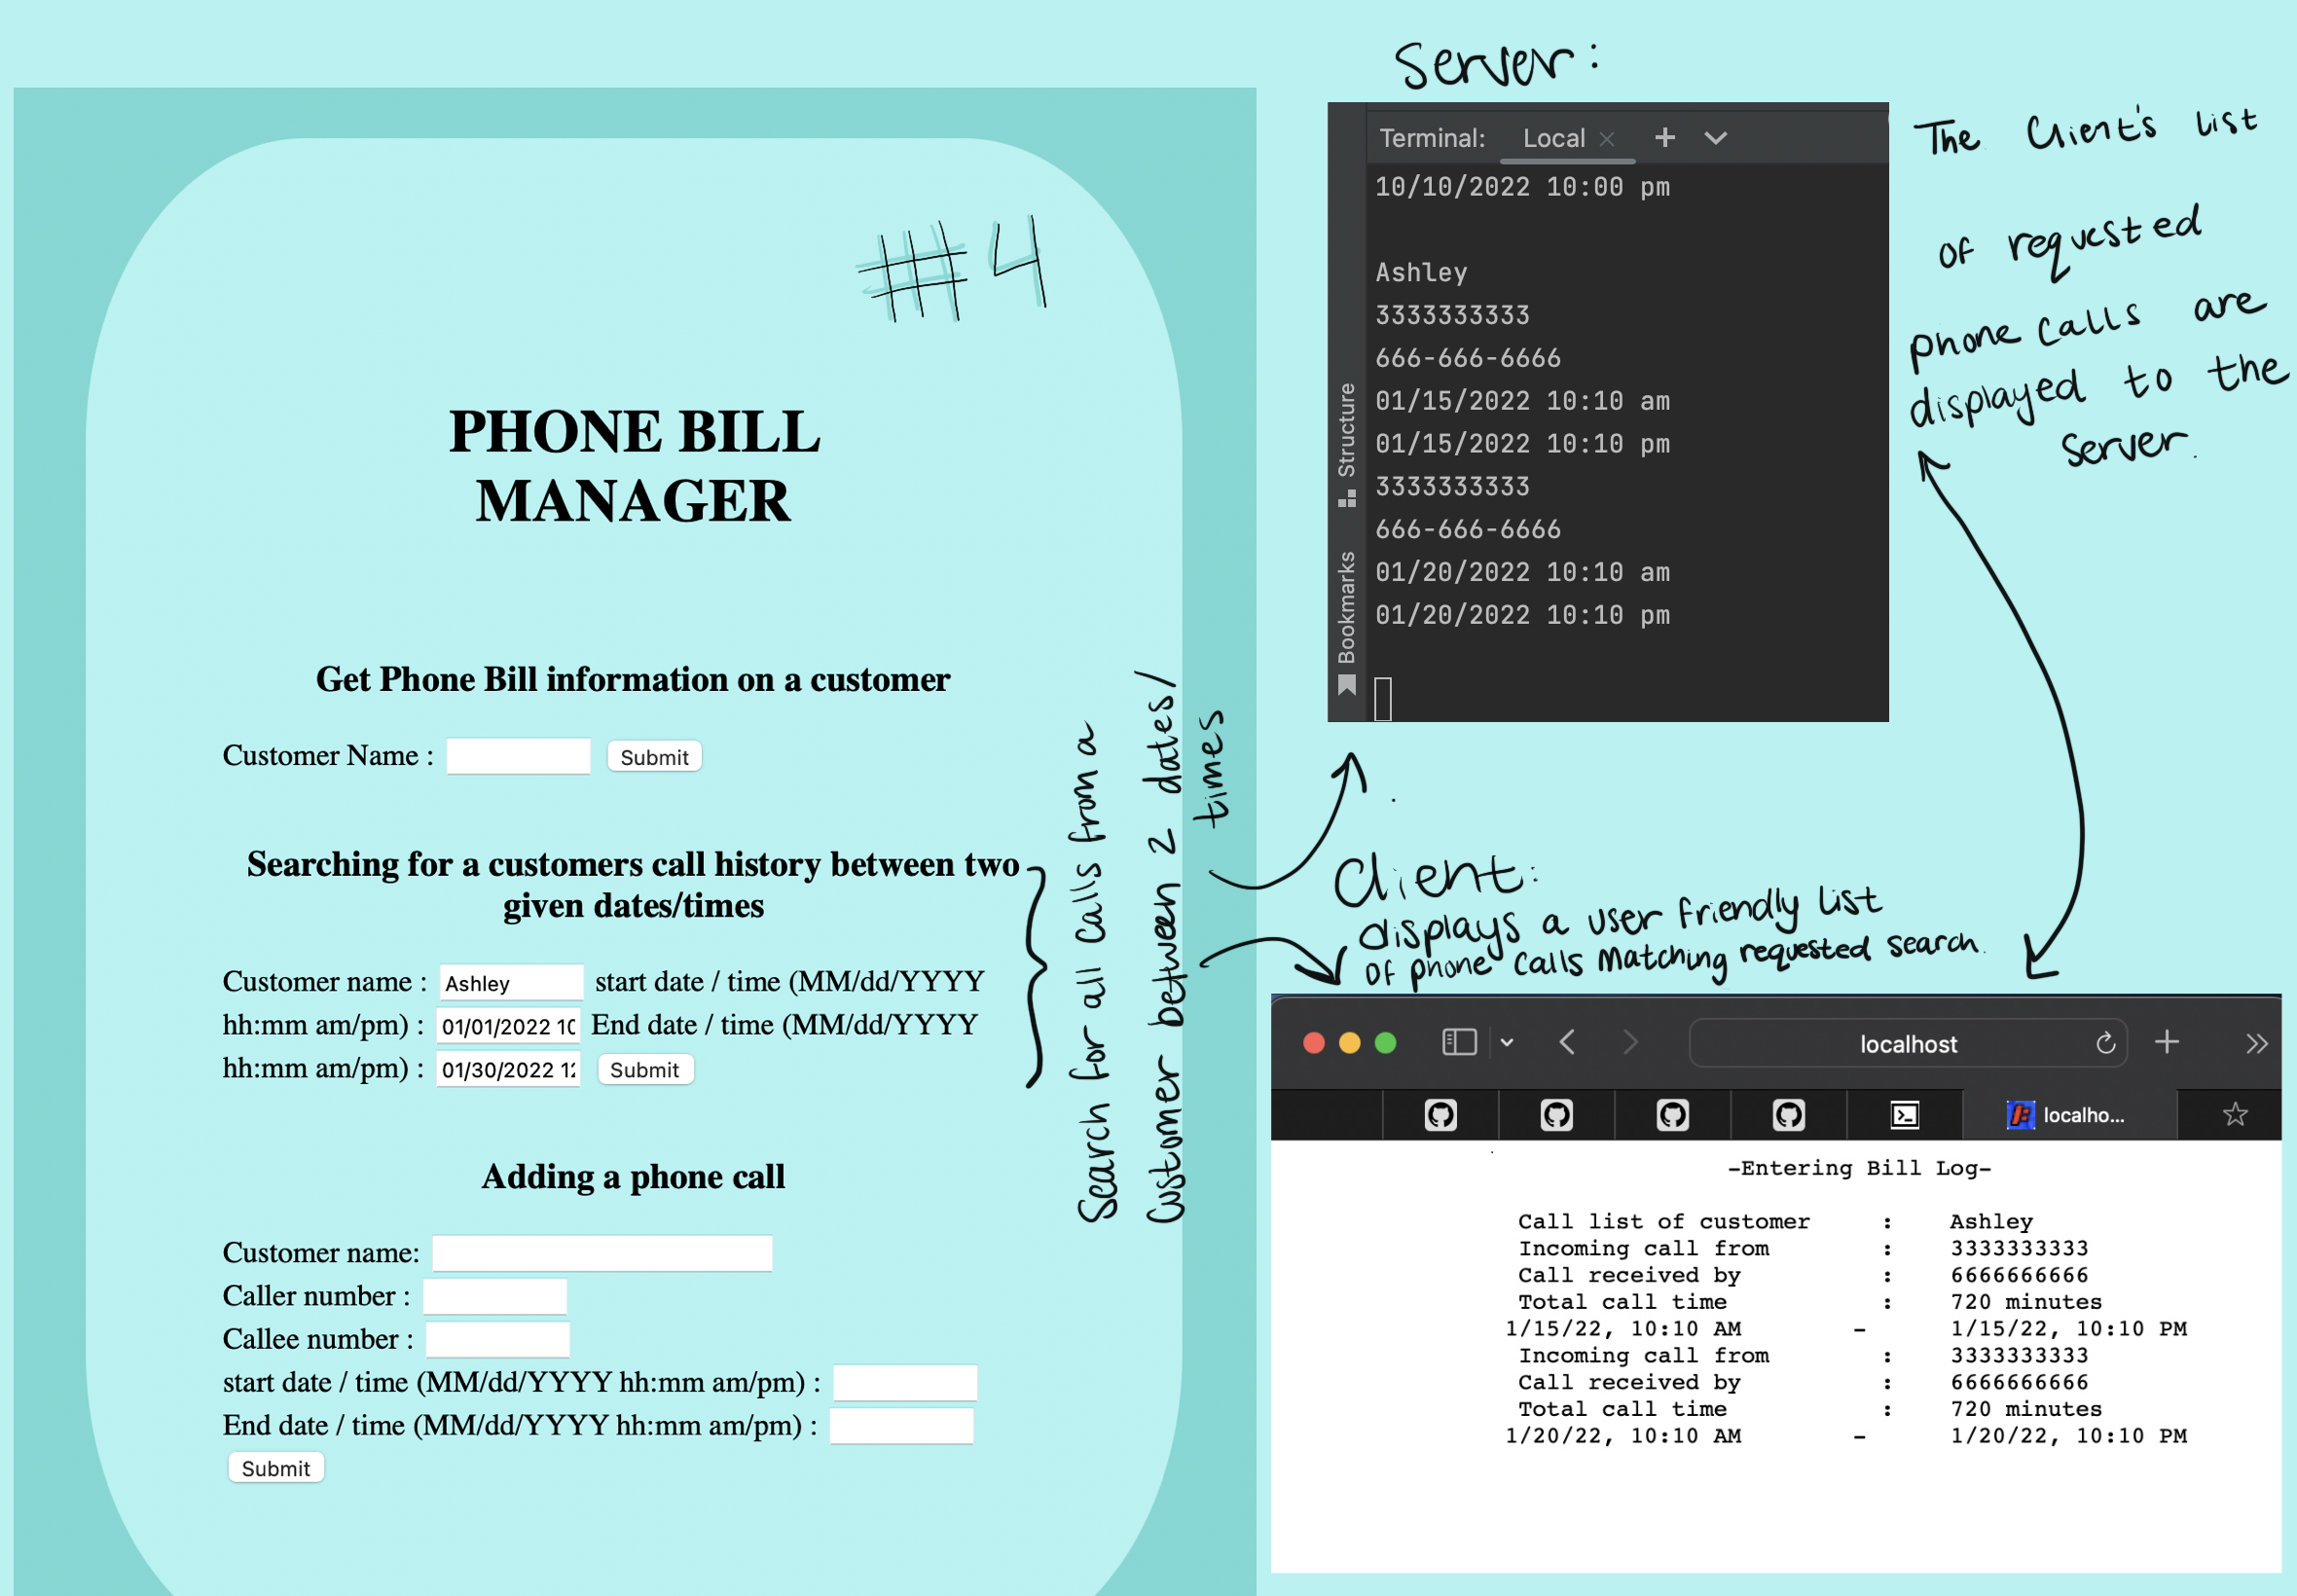 #4
PHONE BILL
MANAGER
Get Phone Bill information on a customer
Customer Name :
Submit
Searching for a customers call history between two
given dates/times
Customer name : Ashley start date / time (MM/dd/YYYY
hh:mm am/pm) : 01/01/2022 10 End date / time (MM/dd/YYYY
hh:mm am/pm) : 01/30/2022 12 Submit
Adding a phone call
Customer name:
Caller number :
Callee number :
start date / time (MM/dd/YYYY hh:mm am/pm) :
End date / time (MM/dd/YYYY hh:mm am/pm) :
Submit
Search for all calls from a
Customer between 2 dates/
times
Server:
Terminal: Local
10/10/2022 10:00 pm
Ashley
3333333333
666-666-6666
01/15/2022 10:10 am
01/15/2022 10:10 pm
3333333333
666-666-6666
01/20/2022 10:10 am
01/20/2022 10:10 pm
Structure
Bookmarks
The Client's list
of requested
phone calls are
displayed to the
server.
Client:
displays a user friendly list
of phone calls matching requested search.
localhost
localho...
-Entering Bill Log-
Call list of customer : Ashley
Incoming call from : 3333333333
Call received by : 6666666666
Total call time : 720 minutes
1/15/22, 10:10 AM - 1/15/22, 10:10 PM
Incoming call from : 3333333333
Call received by : 6666666666
Total call time : 720 minutes
1/20/22, 10:10 AM - 1/20/22, 10:10 PM